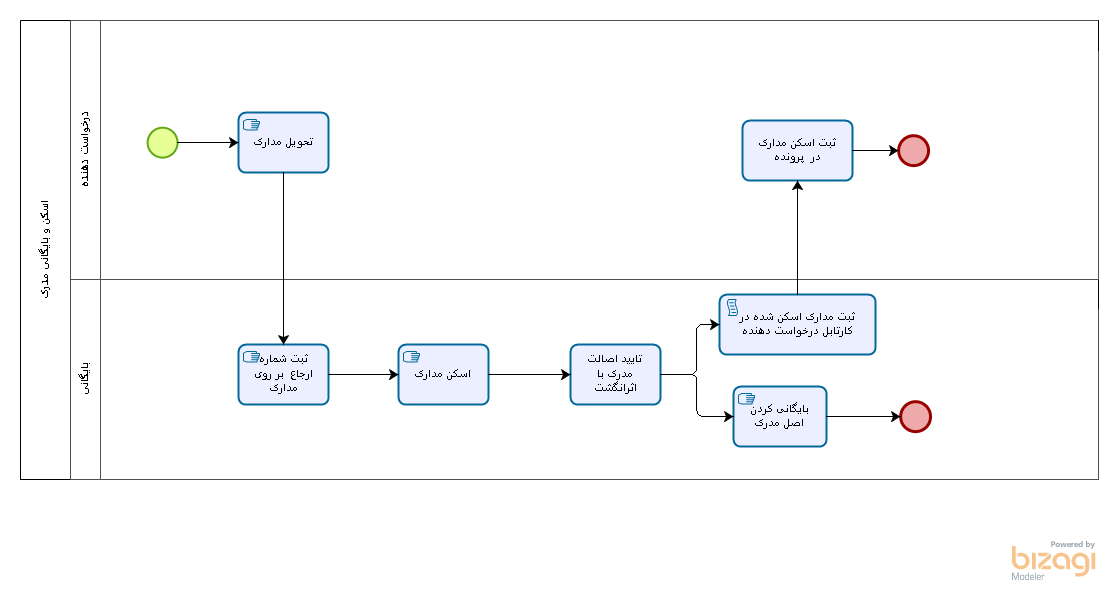 اسکن و بایگانی مدرک
درخواست دهنده
تحویل مدارک
ثبت اسکن مدارک
در پرونده
بایگانی
ثبت شماره
ارجاع بر روی
مدارک
اسکن مدارک
تایید اصالت
مدرک با
اثرانگشت
ثبت مدارک اسکن شده در
کارتابل درخواست دهنده
بایگانی کردن
اصل مدرک
Powered by
bizagi
Modeler